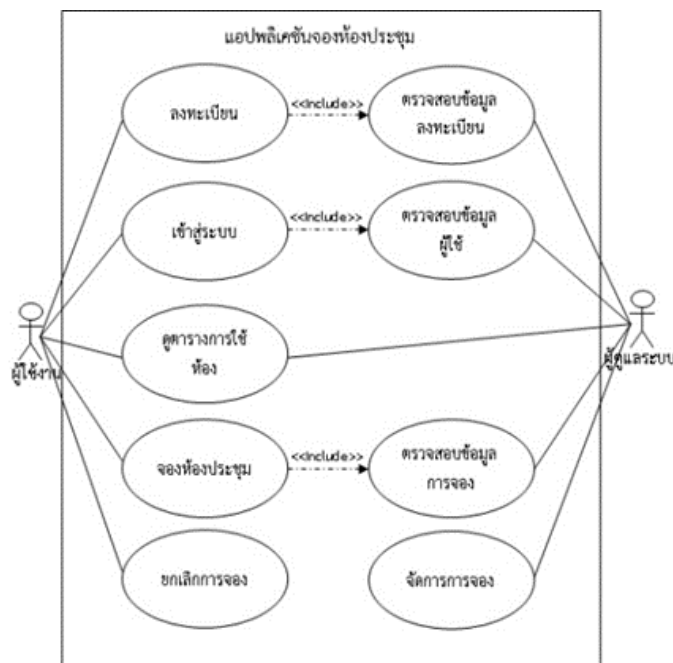 แอปพลิเคชันจองห้องประชุม
ลงทะเบียน
<<Include>>
ตรวจสอบข้อมูล
ลงทะเบียน
เข้าสู่ระบบ
<<Include>>
ตรวจสอบข้อมูล
ผู้ใช้
ดูตารางการใช้
ห้อง
ผู้ใช้งาน
ผู้ดูแลระบบ
จองห้องประชุม
<<Include>>
ตรวจสอบข้อมูล
การจอง
ยกเลิกการจอง
จัดการการจอง